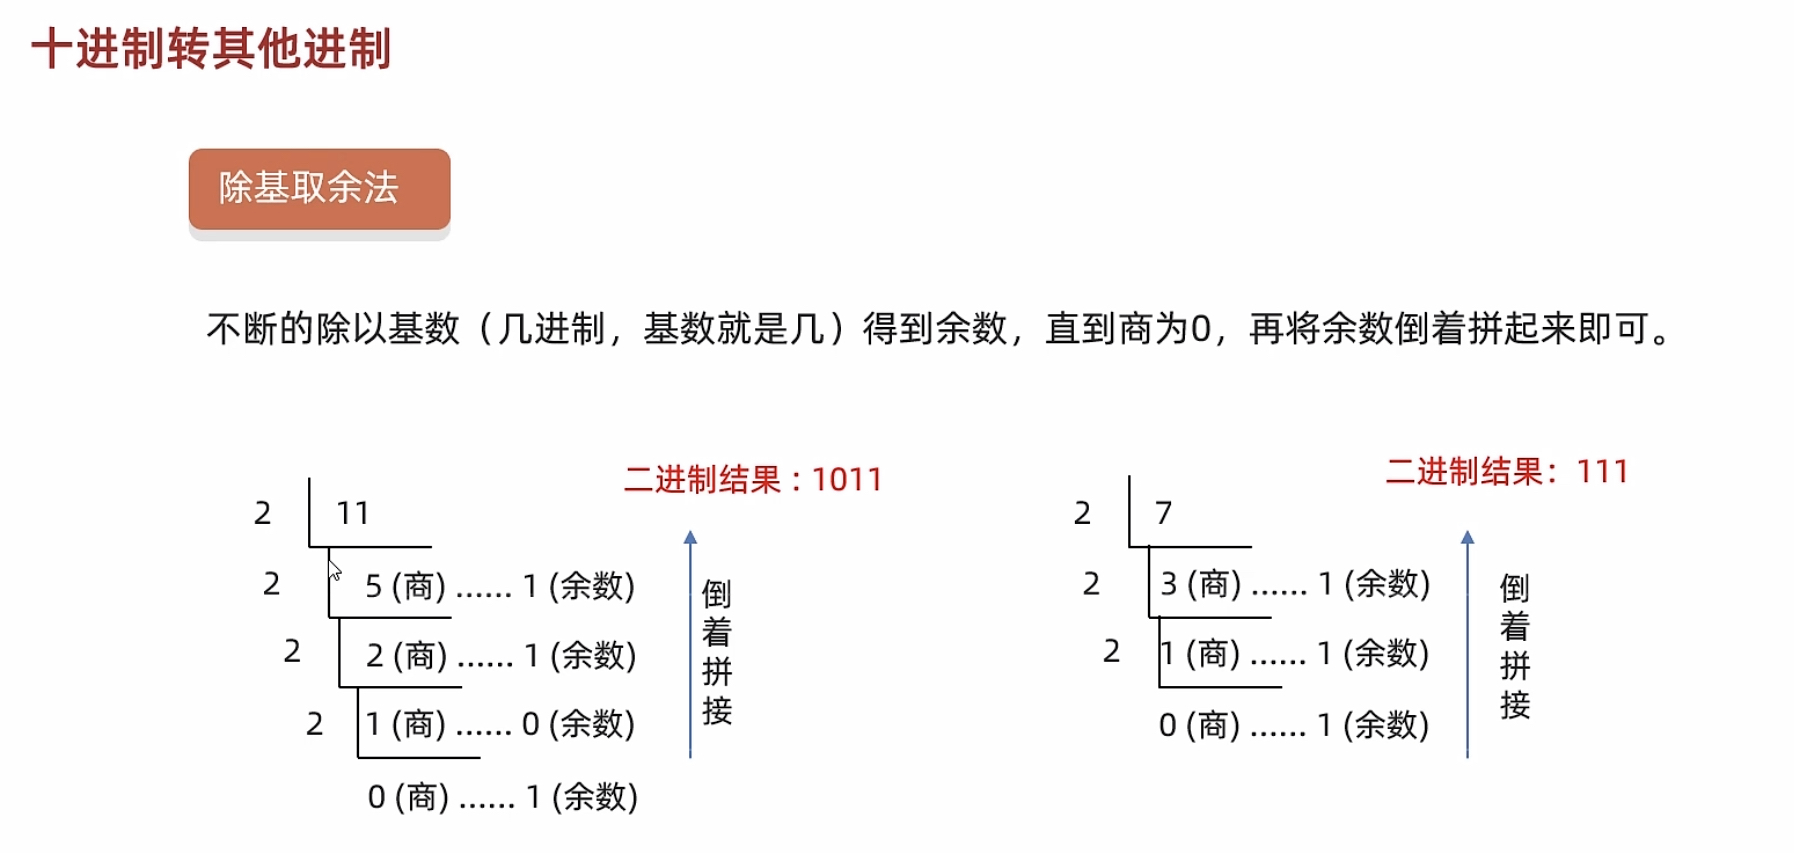 十进制转其他进制
除基取余法
不断的除以基数（几进制，基数就是几）得到余数，直到商为0，再将余数倒着拼起来即可。
二进制结果：1011
2 11
2 5 (商) ...... 1 (余数)
2 2 (商) ...... 1 (余数)
2 1 (商) ...... 0 (余数)
0 (商) ...... 1 (余数)
倒着拼接
二进制结果：111
2 7
2 3 (商) ...... 1 (余数)
2 1 (商) ...... 1 (余数)
0 (商) ...... 1 (余数)
倒着拼接